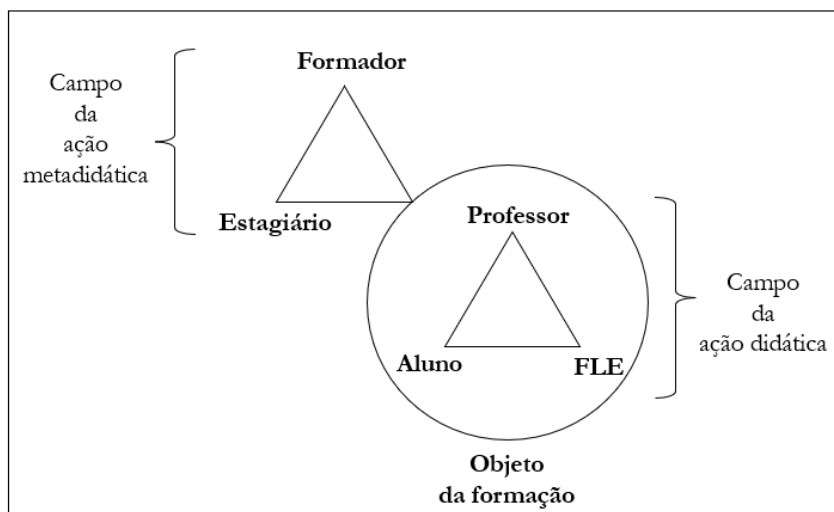 Formador
Campo
da
ação
metadidática
Estagiário
Professor
Aluno
FLE
Campo
da
ação didática
Objeto
da formação